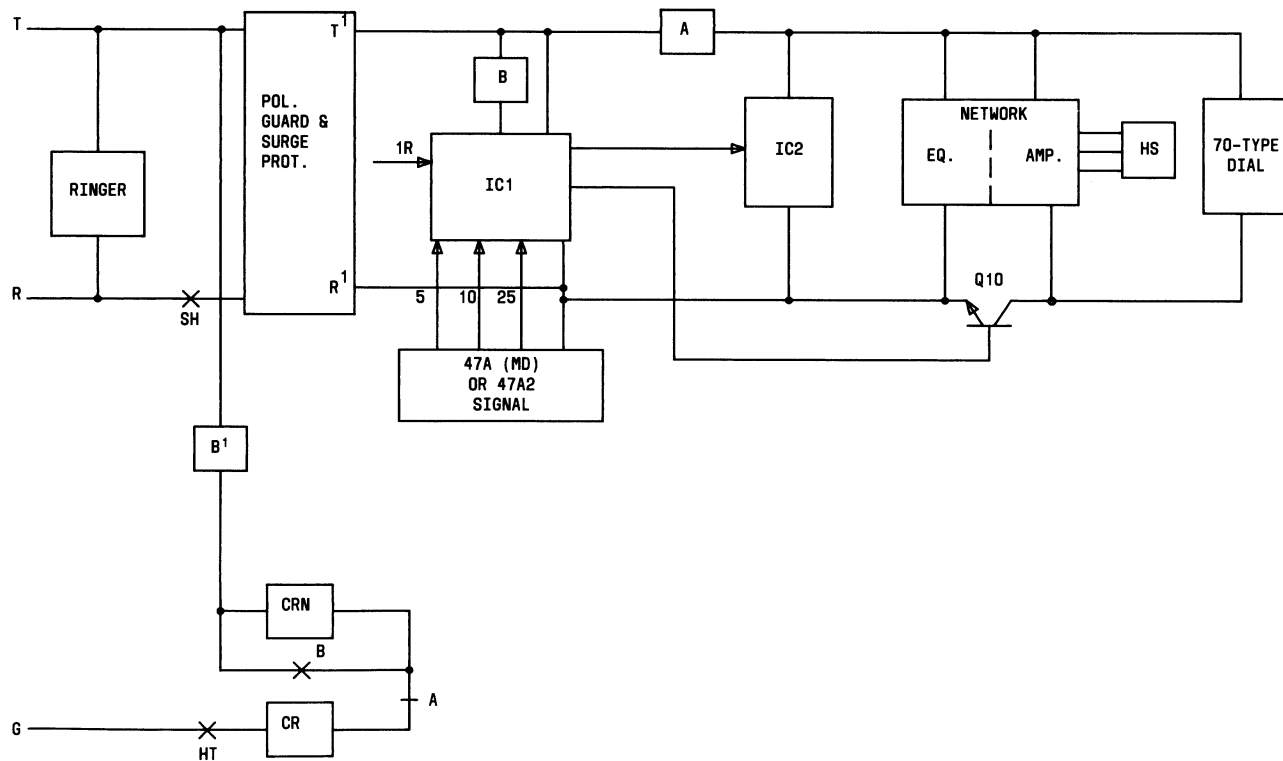 T
T¹
A
B
POL.
GUARD &
SURGE
PROT.
1R
IC1
IC2
NETWORK
EQ.
AMP.
HS
70-TYPE
DIAL
RINGER
R
SH
R¹
5
10
25
Q10
47A (MD)
OR 47A2
SIGNAL
B¹
CRN
B
A
G
HT
CR